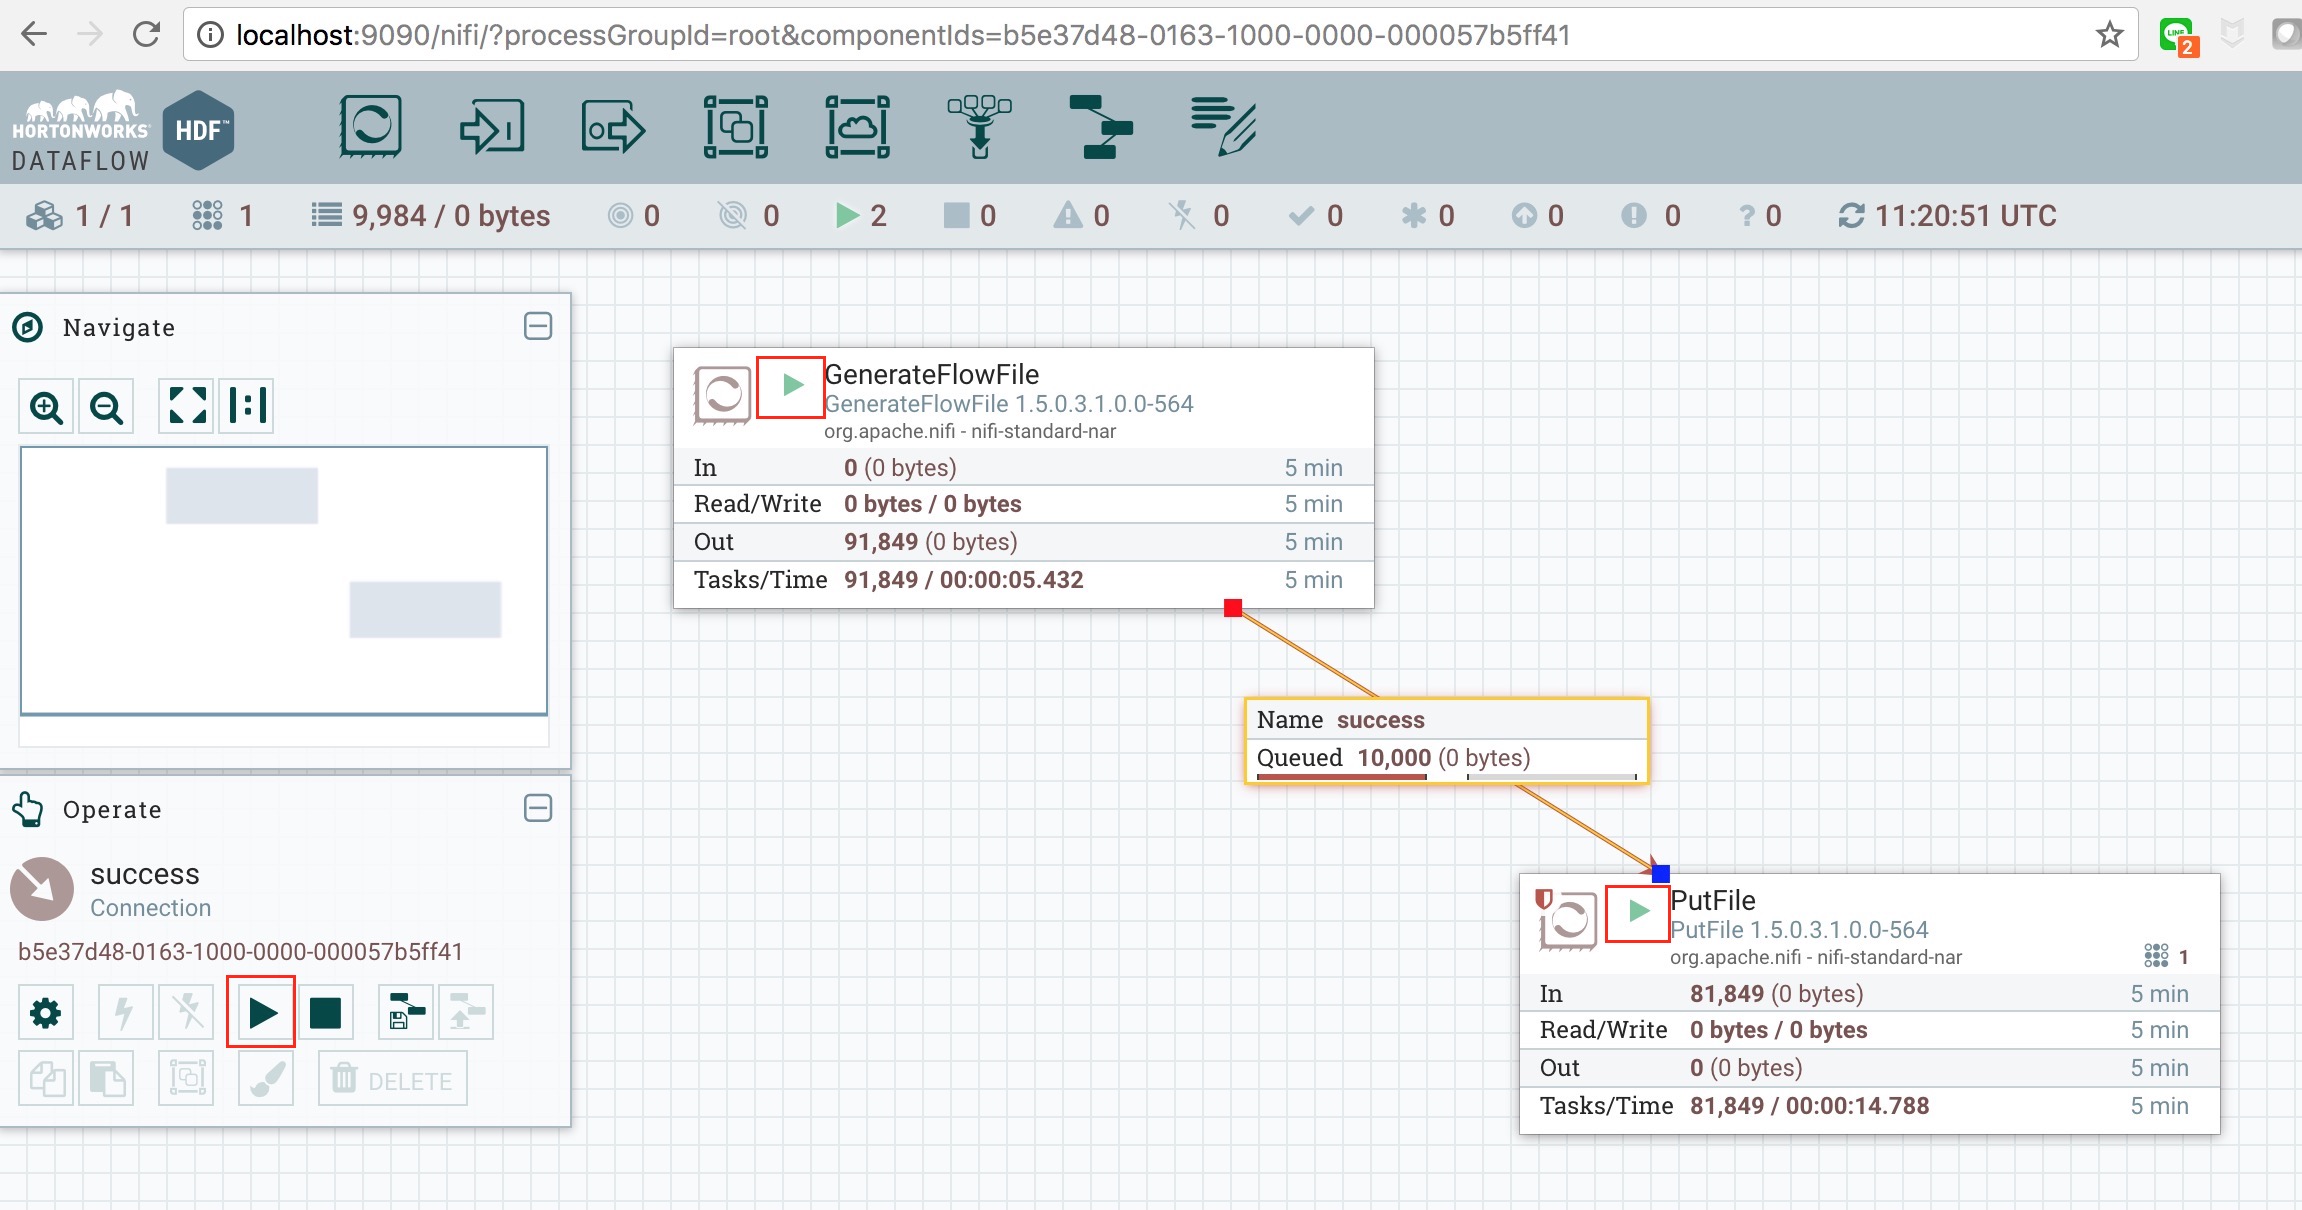 localhost:9090/nifi/?processGroupId=root&componentIds=b5e37d48-0163-1000-0000-000057b5ff41
2
HORTONWORKS
DATAFLOW
HDF™
1 / 1
1
9,984 / 0 bytes
0
0
2
0
0
0
0
0
0
0
? 0
11:20:51 UTC
Navigate
GenerateFlowFile
GenerateFlowFile 1.5.0.3.1.0.0-564
org.apache.nifi - nifi-standard-nar
In 0 (0 bytes) 5 min
Read/Write 0 bytes / 0 bytes 5 min
Out 91,849 (0 bytes) 5 min
Tasks/Time 91,849 / 00:00:05.432 5 min
Name success
Queued 10,000 (0 bytes)
Operate
success
Connection
b5e37d48-0163-1000-0000-000057b5ff41
DELETE
PutFile
PutFile 1.5.0.3.1.0.0-564
org.apache.nifi - nifi-standard-nar
1
In 81,849 (0 bytes) 5 min
Read/Write 0 bytes / 0 bytes 5 min
Out 0 (0 bytes) 5 min
Tasks/Time 81,849 / 00:00:14.788 5 min